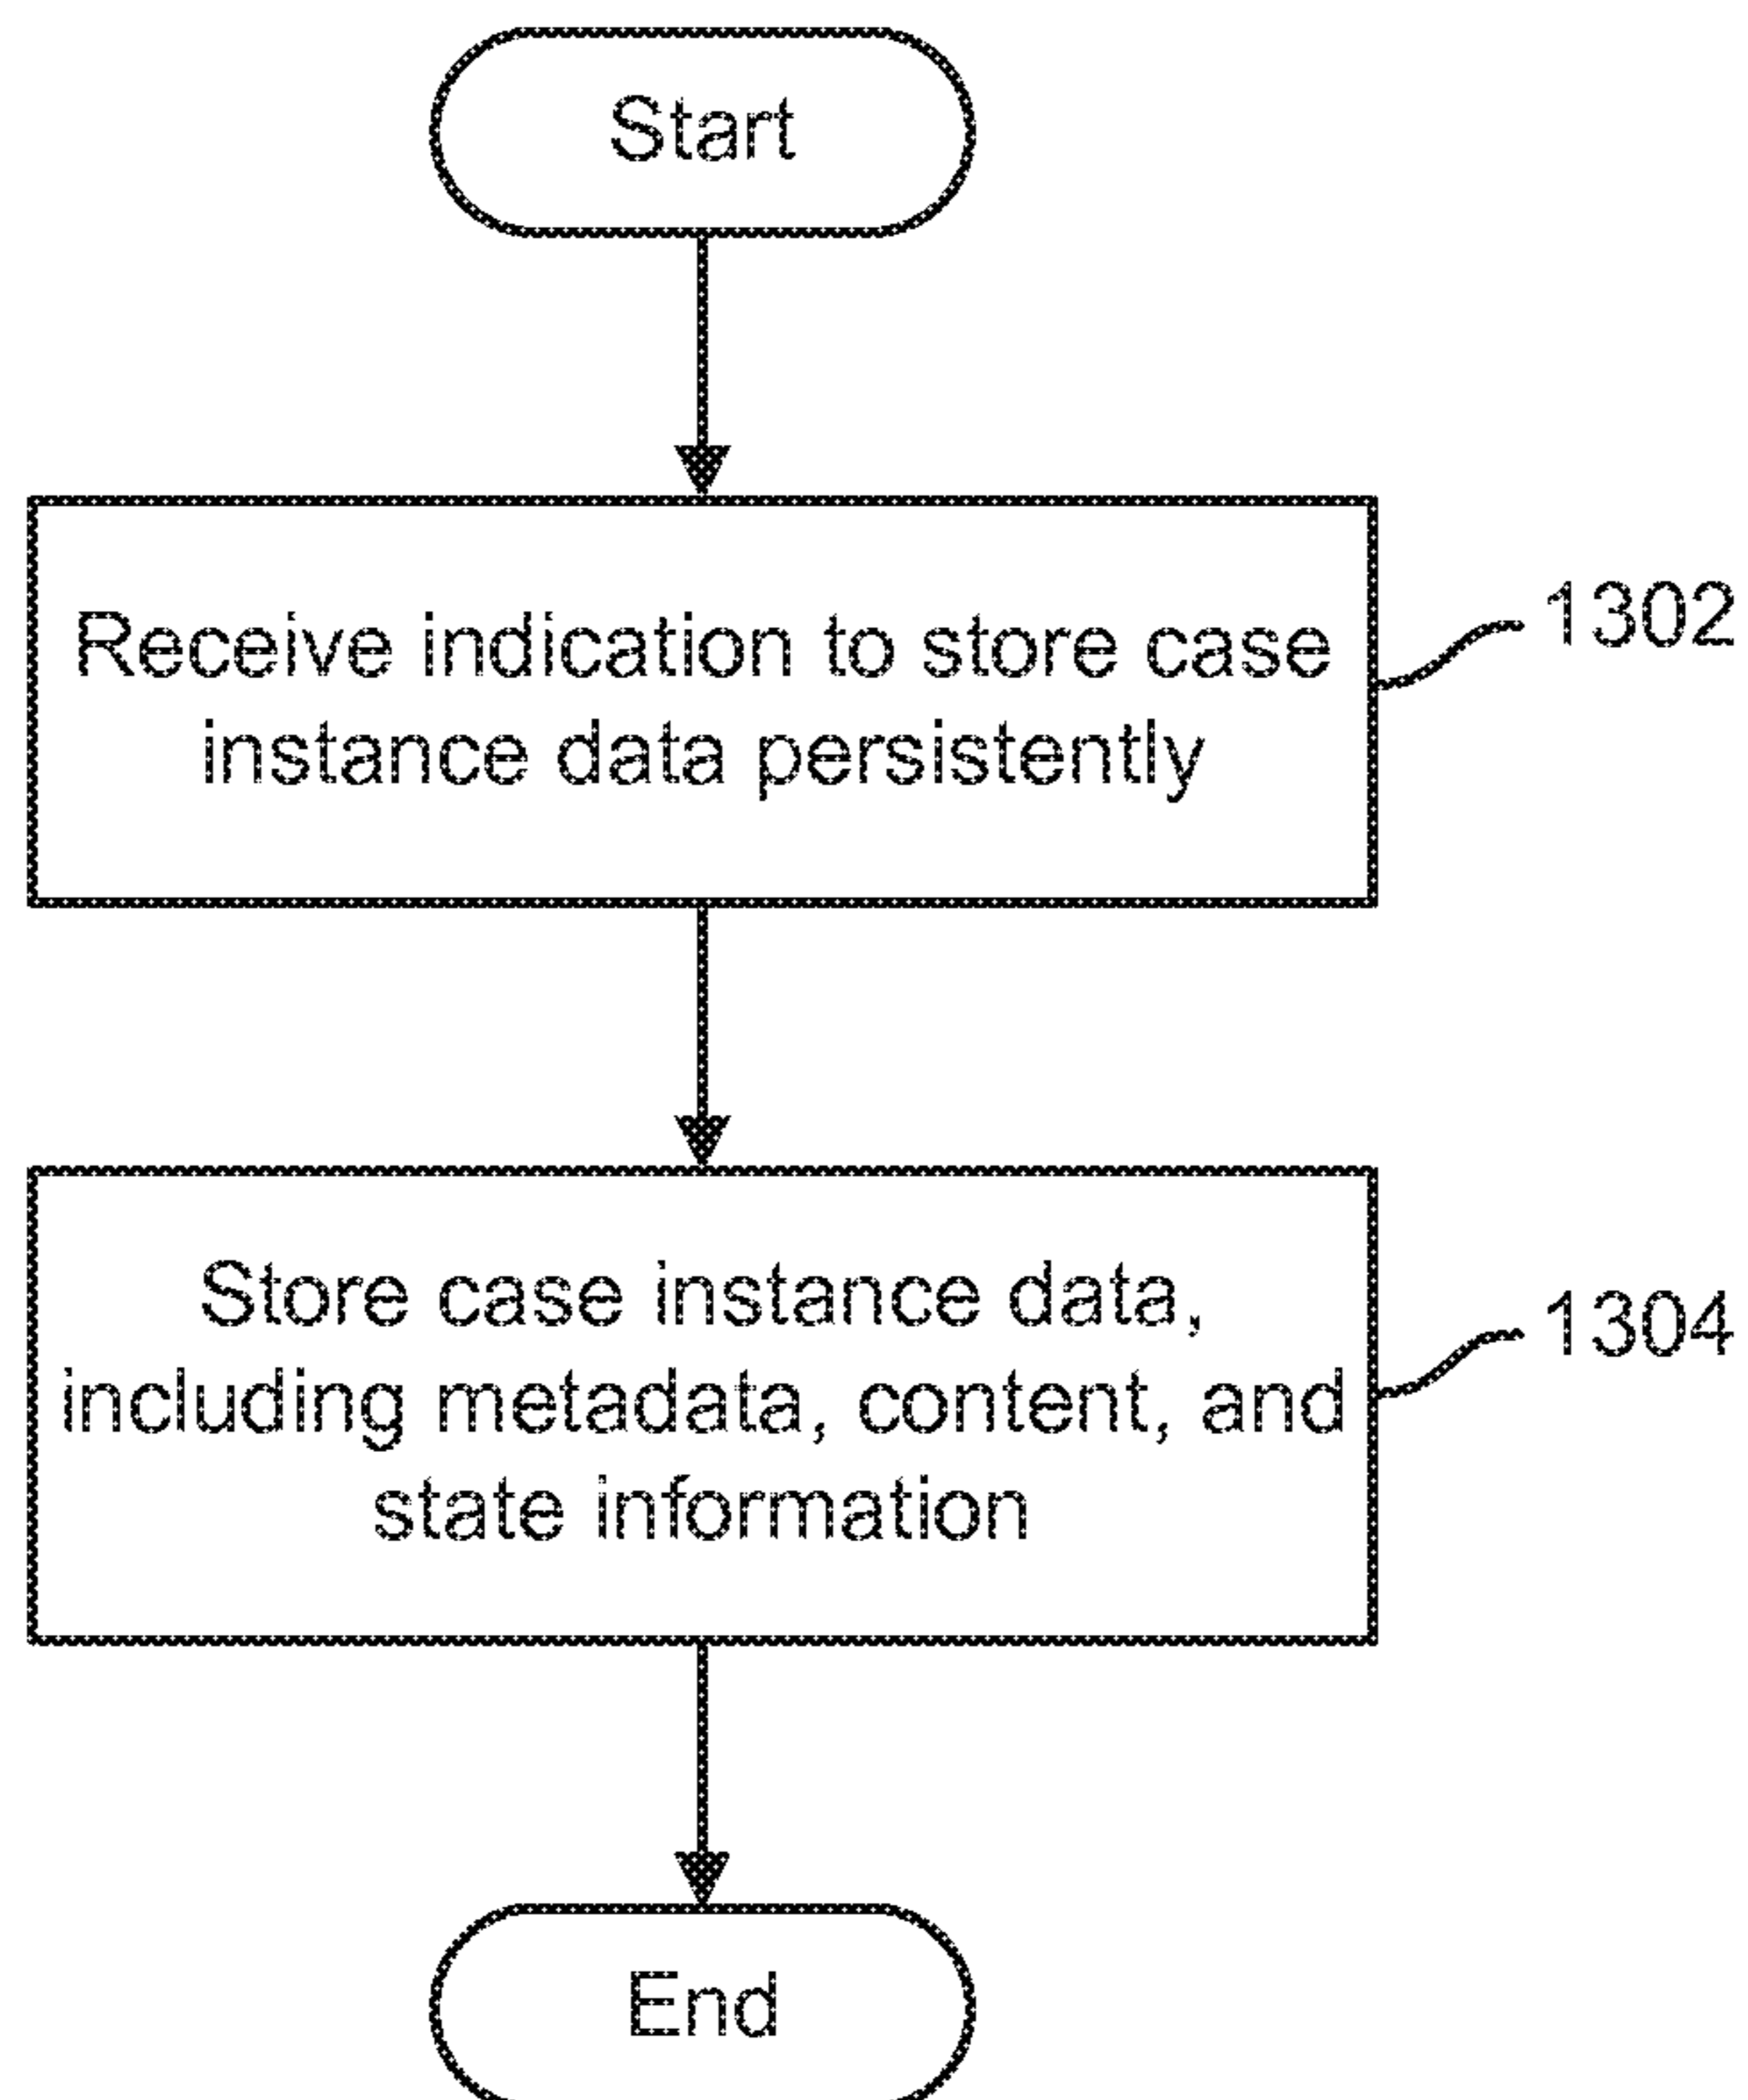 Start
Receive indication to store case
instance data persistently
1302
Store case instance data,
including metadata, content, and
state information
1304
End